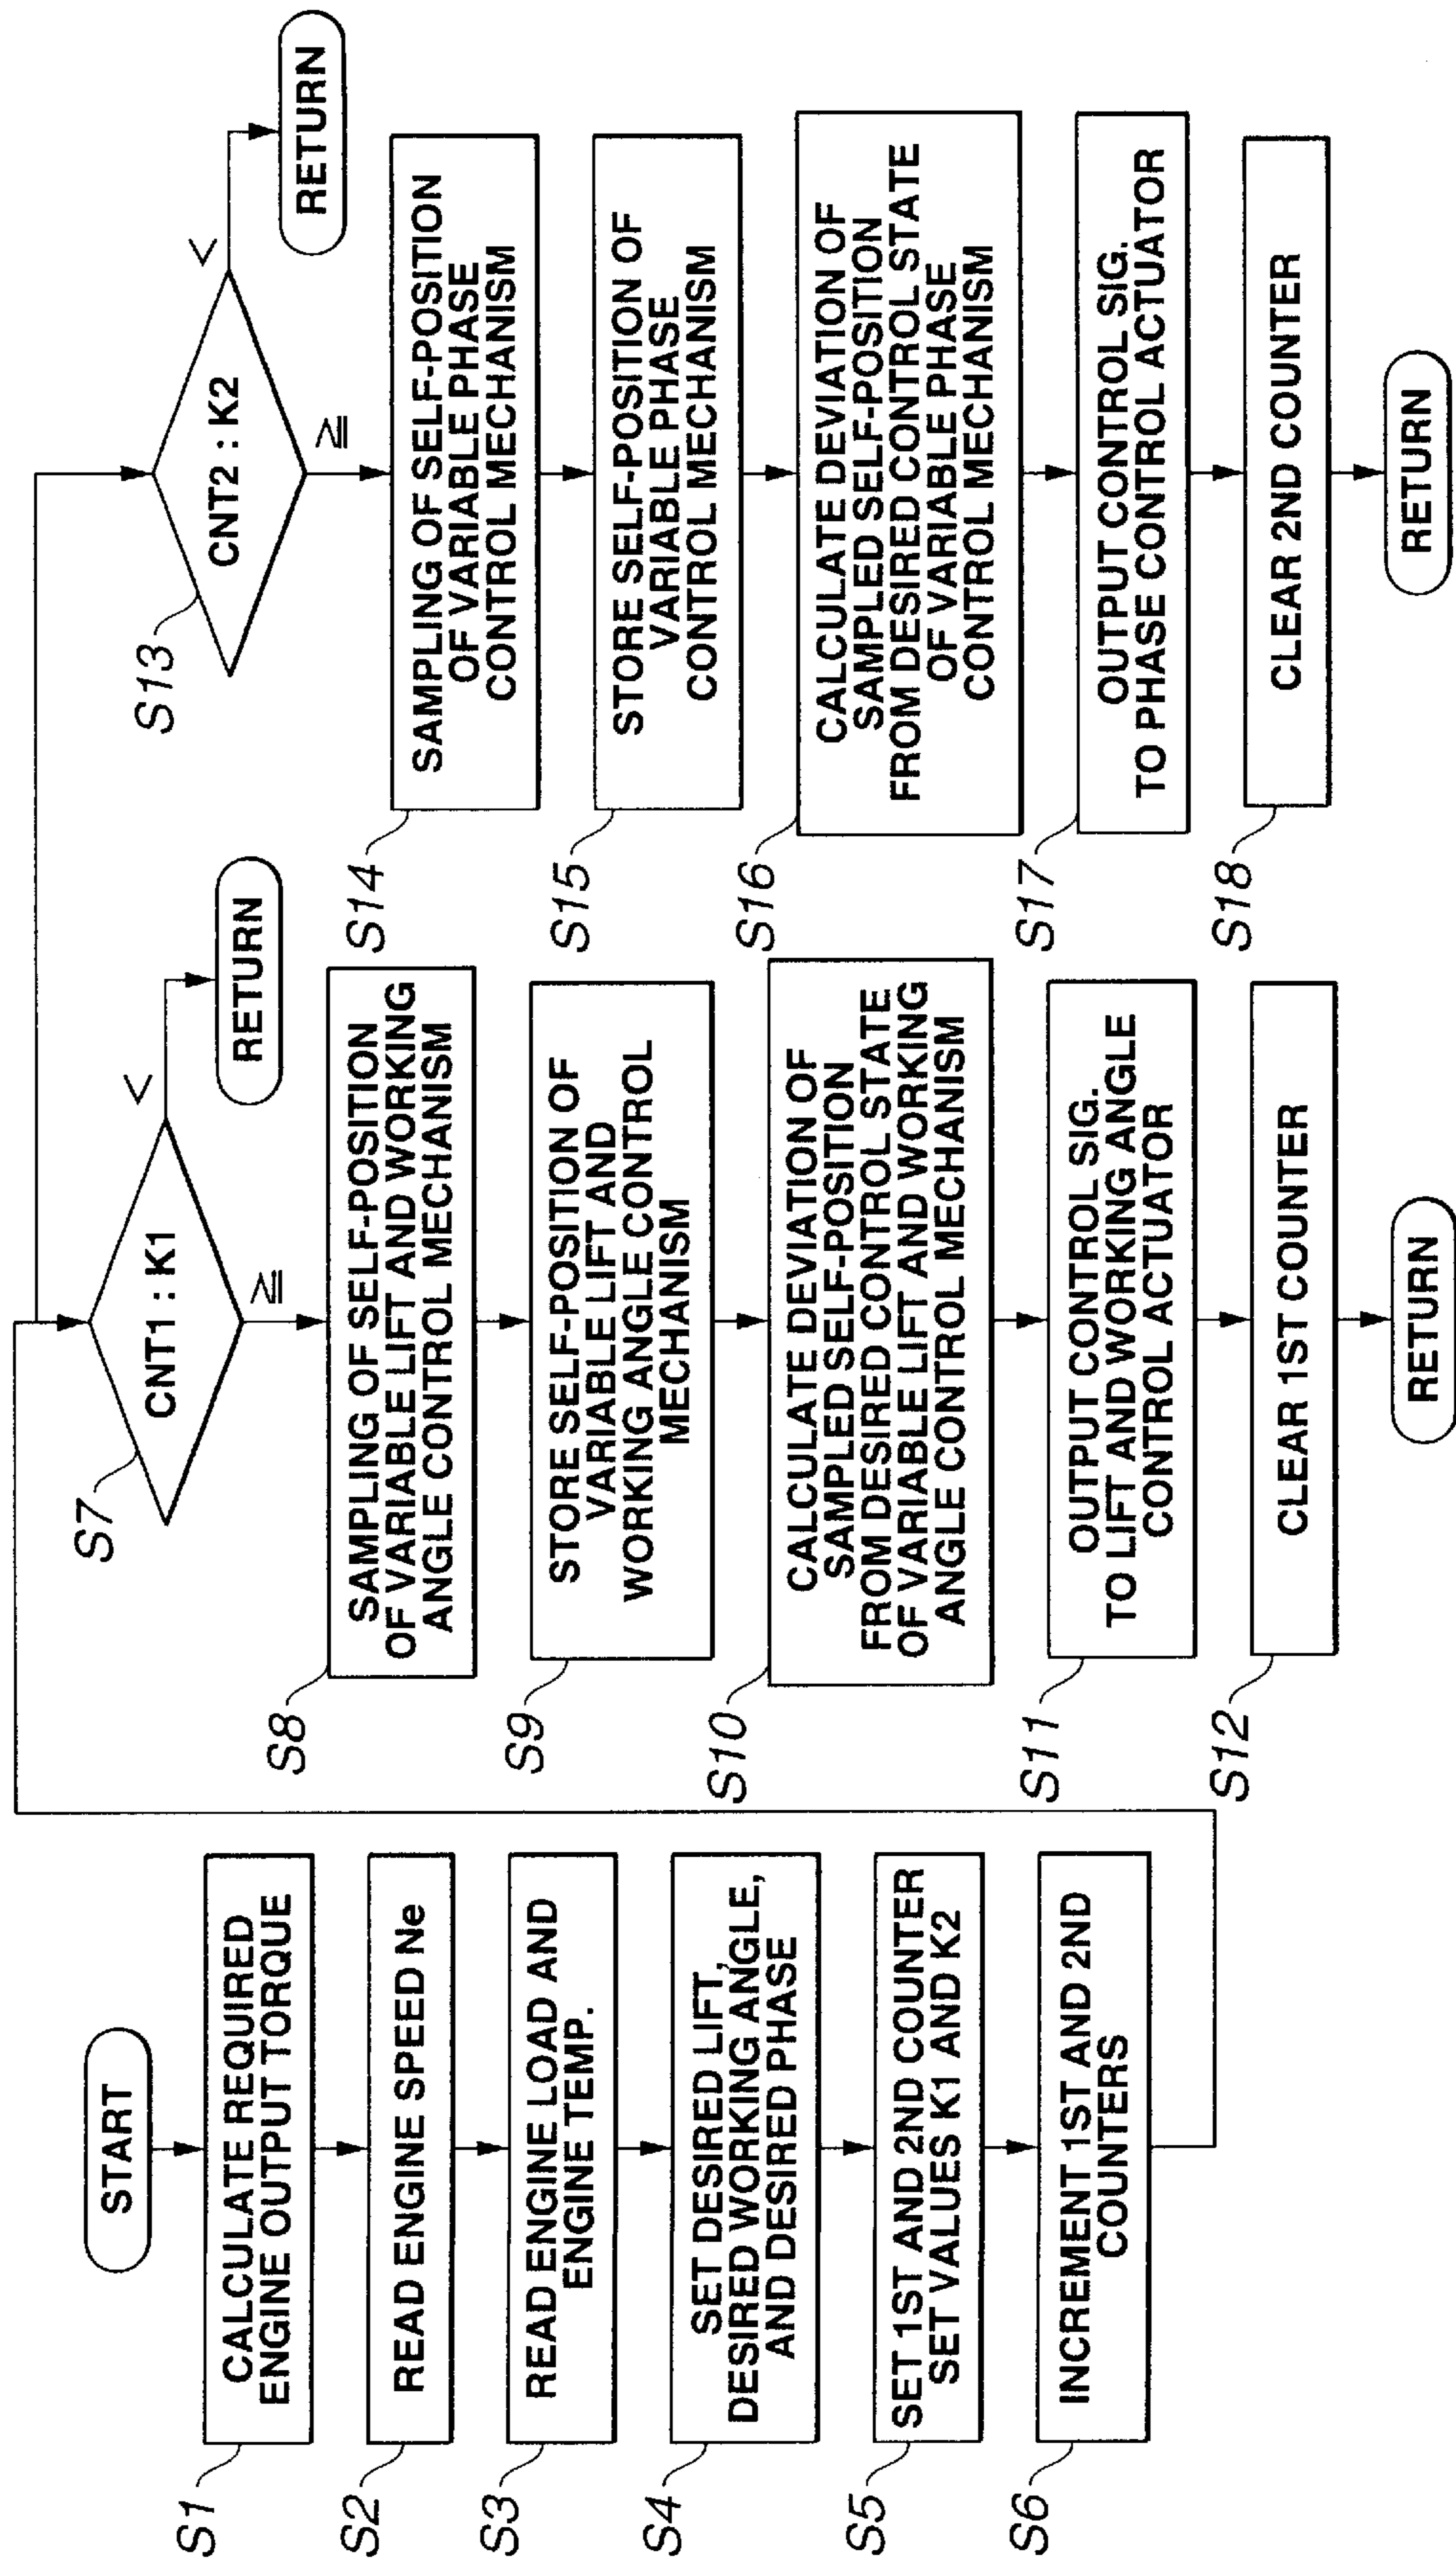 START
S1
CALCULATE REQUIRED
ENGINE OUTPUT TORQUE
S2
READ ENGINE SPEED Ne
S3
READ ENGINE LOAD AND
ENGINE TEMP.
S4
SET DESIRED LIFT,
DESIRED WORKING ANGLE,
AND DESIRED PHASE
S5
SET 1ST AND 2ND COUNTER
SET VALUES K1 AND K2
S6
INCREMENT 1ST AND 2ND
COUNTERS
S7
CNT1 : K1
<
RETURN
≧
S8
SAMPLING OF SELF-POSITION
OF VARIABLE LIFT AND WORKING
ANGLE CONTROL MECHANISM
S9
STORE SELF-POSITION OF
VARIABLE LIFT AND
WORKING ANGLE CONTROL
MECHANISM
S10
CALCULATE DEVIATION OF
SAMPLED SELF-POSITION
FROM DESIRED CONTROL STATE
OF VARIABLE LIFT AND WORKING
ANGLE CONTROL MECHANISM
S11
OUTPUT CONTROL SIG.
TO LIFT AND WORKING ANGLE
CONTROL ACTUATOR
S12
CLEAR 1ST COUNTER
RETURN
S13
CNT2 : K2
<
RETURN
≧
S14
SAMPLING OF SELF-POSITION
OF VARIABLE PHASE
CONTROL MECHANISM
S15
STORE SELF-POSITION OF
VARIABLE PHASE
CONTROL MECHANISM
S16
CALCULATE DEVIATION OF
SAMPLED SELF-POSITION
FROM DESIRED CONTROL STATE
OF VARIABLE PHASE
CONTROL MECHANISM
S17
OUTPUT CONTROL SIG.
TO PHASE CONTROL ACTUATOR
S18
CLEAR 2ND COUNTER
RETURN